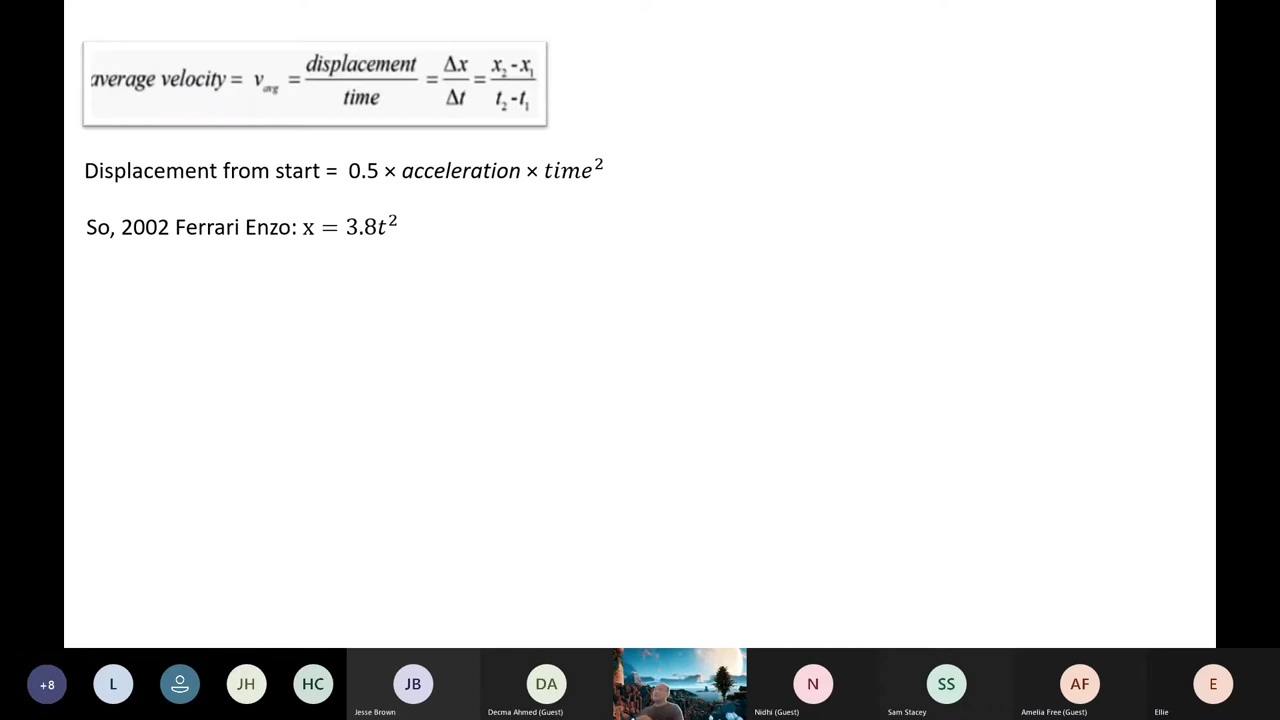 average velocity = v_avg = displacement / time = Δx / Δt = x₂-x₁ / t₂-t₁
Displacement from start = 0.5 × acceleration × time²
So, 2002 Ferrari Enzo: x = 3.8t²
+8
L
JH
HC
JB
DA
N
SS
AF
E
Jesse Brown
Decma Ahmed (Guest)
Nidhi (Guest)
Sam Stacey
Amelia Free (Guest)
Ellie